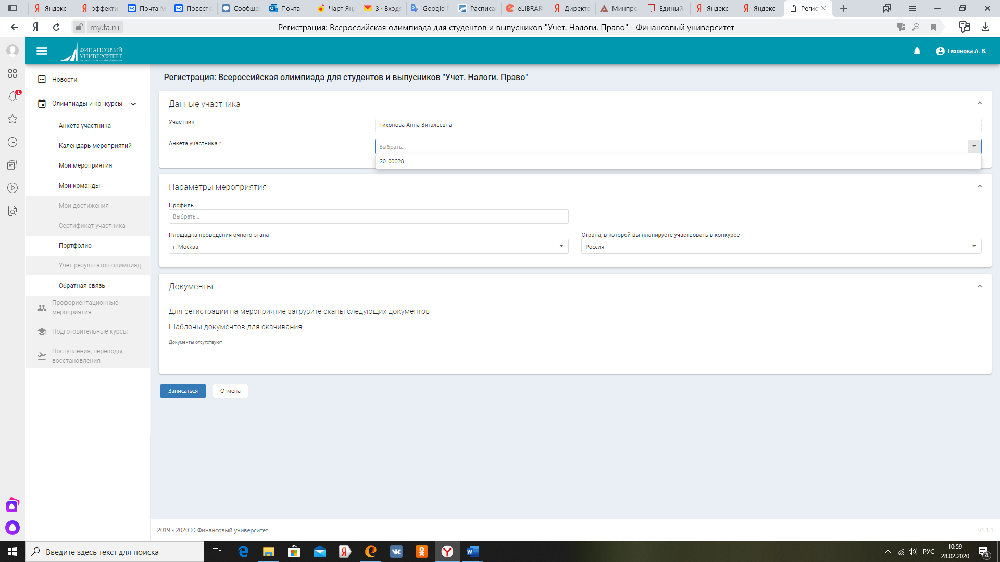 Яндекс
эффекти
Почта М
Повестк
Сообще
Почта —
Чарт Ян
3 · Входя
Google П
Расписа
eLIBRAR
Директо
Минпро
Единый
Яндекс
Яндекс
Регис
my.fa.ru
Регистрация: Всероссийская олимпиада для студентов и выпусников "Учет. Налоги. Право" - Финансовый университет
ФИНАНСОВЫЙ
УНИВЕРСИТЕТ
Тихонова А. В.
1
Новости
Олимпиады и конкурсы
Анкета участника
Календарь мероприятий
Мои мероприятия
Мои команды
Мои достижения
Сертификат участника
Портфолио
Учет результатов олимпиад
Обратная связь
Профориентационные
мероприятия
Подготовительные курсы
Поступления, переводы,
восстановления
Регистрация: Всероссийская олимпиада для студентов и выпусников "Учет. Налоги. Право"
Данные участника
Участник
Тихонова Анна Витальевна
Анкета участника *
Выбрать...
20-00028
Параметры мероприятия
Профиль
Выбрать...
Площадка проведения очного этапа
г. Москва
Страна, в которой вы планируете участвовать в конкурсе
Россия
Документы
Для регистрации на мероприятие загрузите сканы следующих документов
Шаблоны документов для скачивания
Документы отсутствуют
Записаться
Отмена
2019 - 2020 © Финансовый университет
v1.1.1
Введите здесь текст для поиска
РУС
10:59
28.02.2020
4